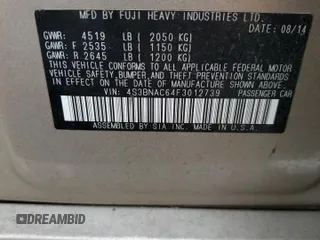 MFD BY FUJI HEAVY INDUSTRIES LTD.
DATE: 08/14
GVWR: 4519 LB [ 2050 KG]
GAWR: F 2535 LB [ 1150 KG]
GAWR: R 2645 LB [ 1200 KG]
THIS VEHICLE CONFORMS TO ALL APPLICABLE FEDERAL MOTOR VEHICLE
SAFETY, BUMPER, AND THEFT PREVENTION STANDARDS
IN EFFECT ON THE DATE OF MANUFACTURE SHOWN ABOVE.
VIN: 4S3BNAC64F3012739 PASSENGER CAR
ASSEMBLED BY SIA INC. MADE IN U.S.A.
DREAMBID